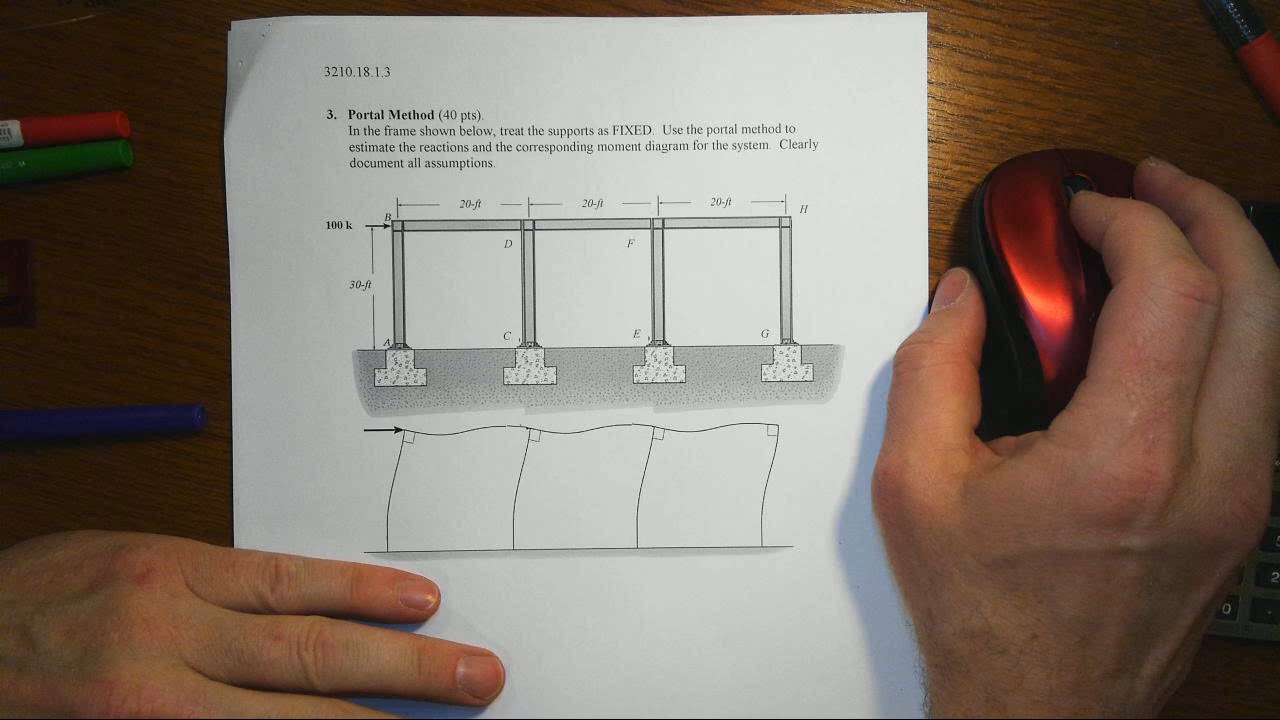 3210.18.1.3
3. Portal Method (40 pts).
In the frame shown below, treat the supports as FIXED. Use the portal method to
estimate the reactions and the corresponding moment diagram for the system. Clearly
document all assumptions.
20-ft 20-ft 20-ft
B H
100 k
D F
30-ft
A C E G
2
0